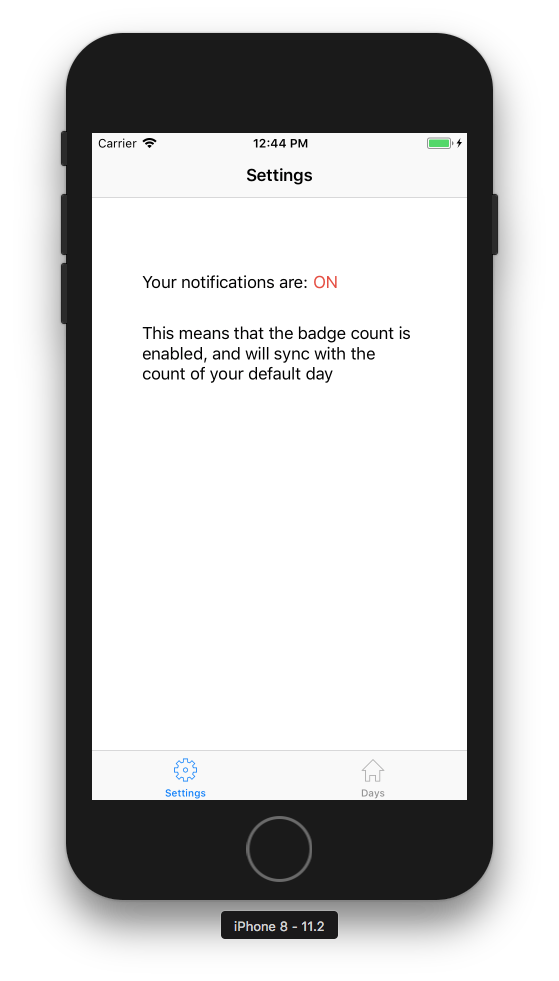 Carrier 12:44 PM
Settings
Your notifications are: ON
This means that the badge count is
enabled, and will sync with the
count of your default day
Settings Days
iPhone 8 - 11.2